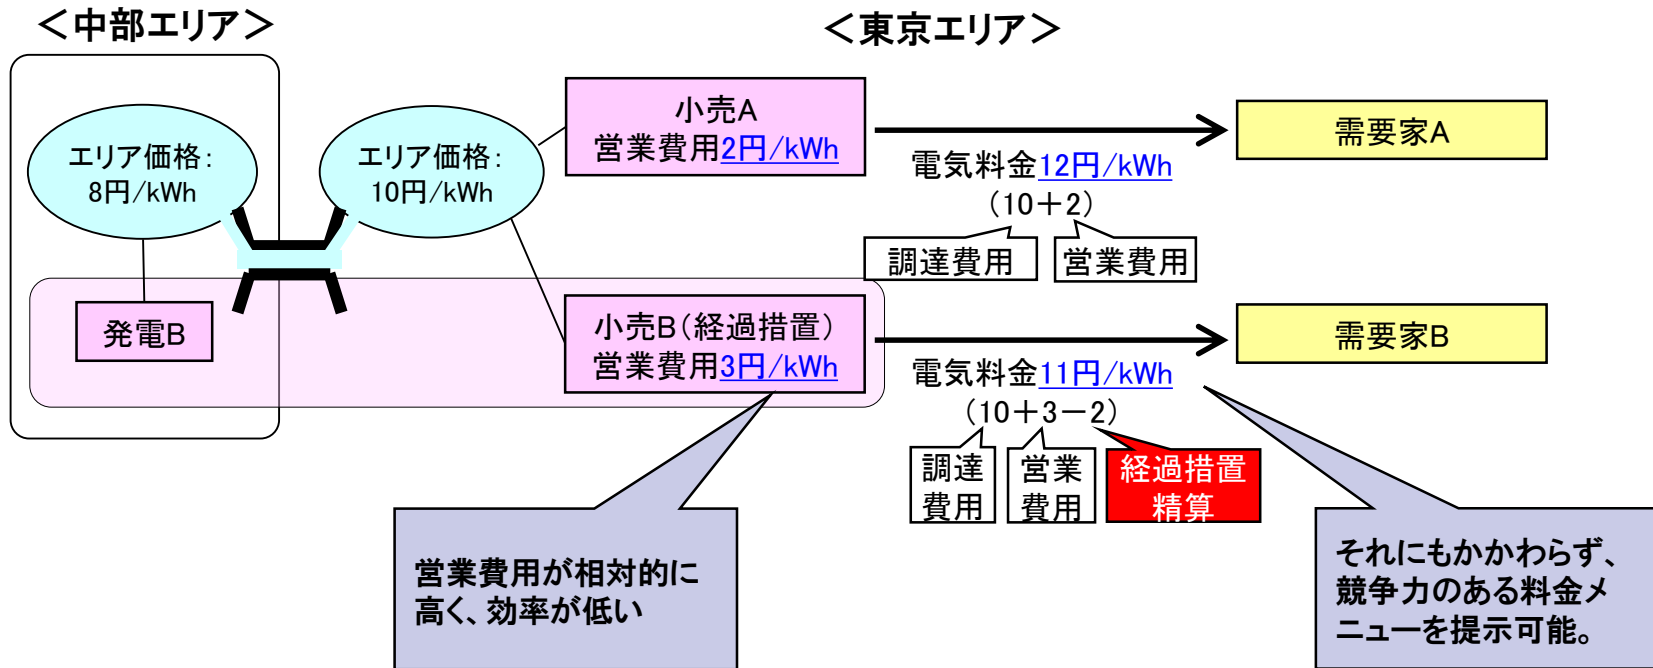 ＜中部エリア＞
＜東京エリア＞
エリア価格：
8円/kWh
エリア価格：
10円/kWh
小売A
営業費用2円/kWh
電気料金12円/kWh
（10＋2）
調達費用
営業費用
需要家A
発電B
小売B（経過措置）
営業費用3円/kWh
電気料金11円/kWh
（10＋3－2）
調達
費用
営業
費用
経過措置
精算
需要家B
営業費用が相対的に
高く、効率が低い
それにもかかわらず、
競争力のある料金メ
ニューを提示可能。